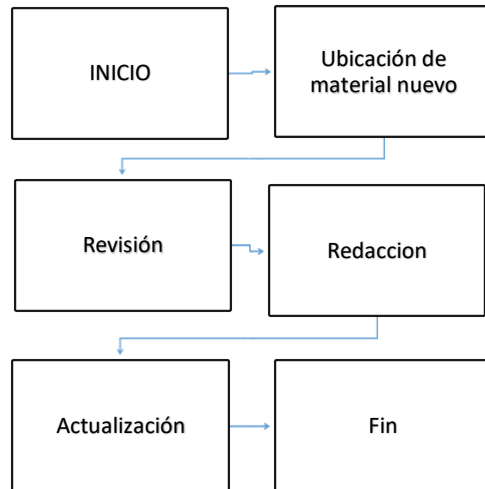 INICIO
Ubicación de
material nuevo
Revisión
Redaccion
Actualización
Fin